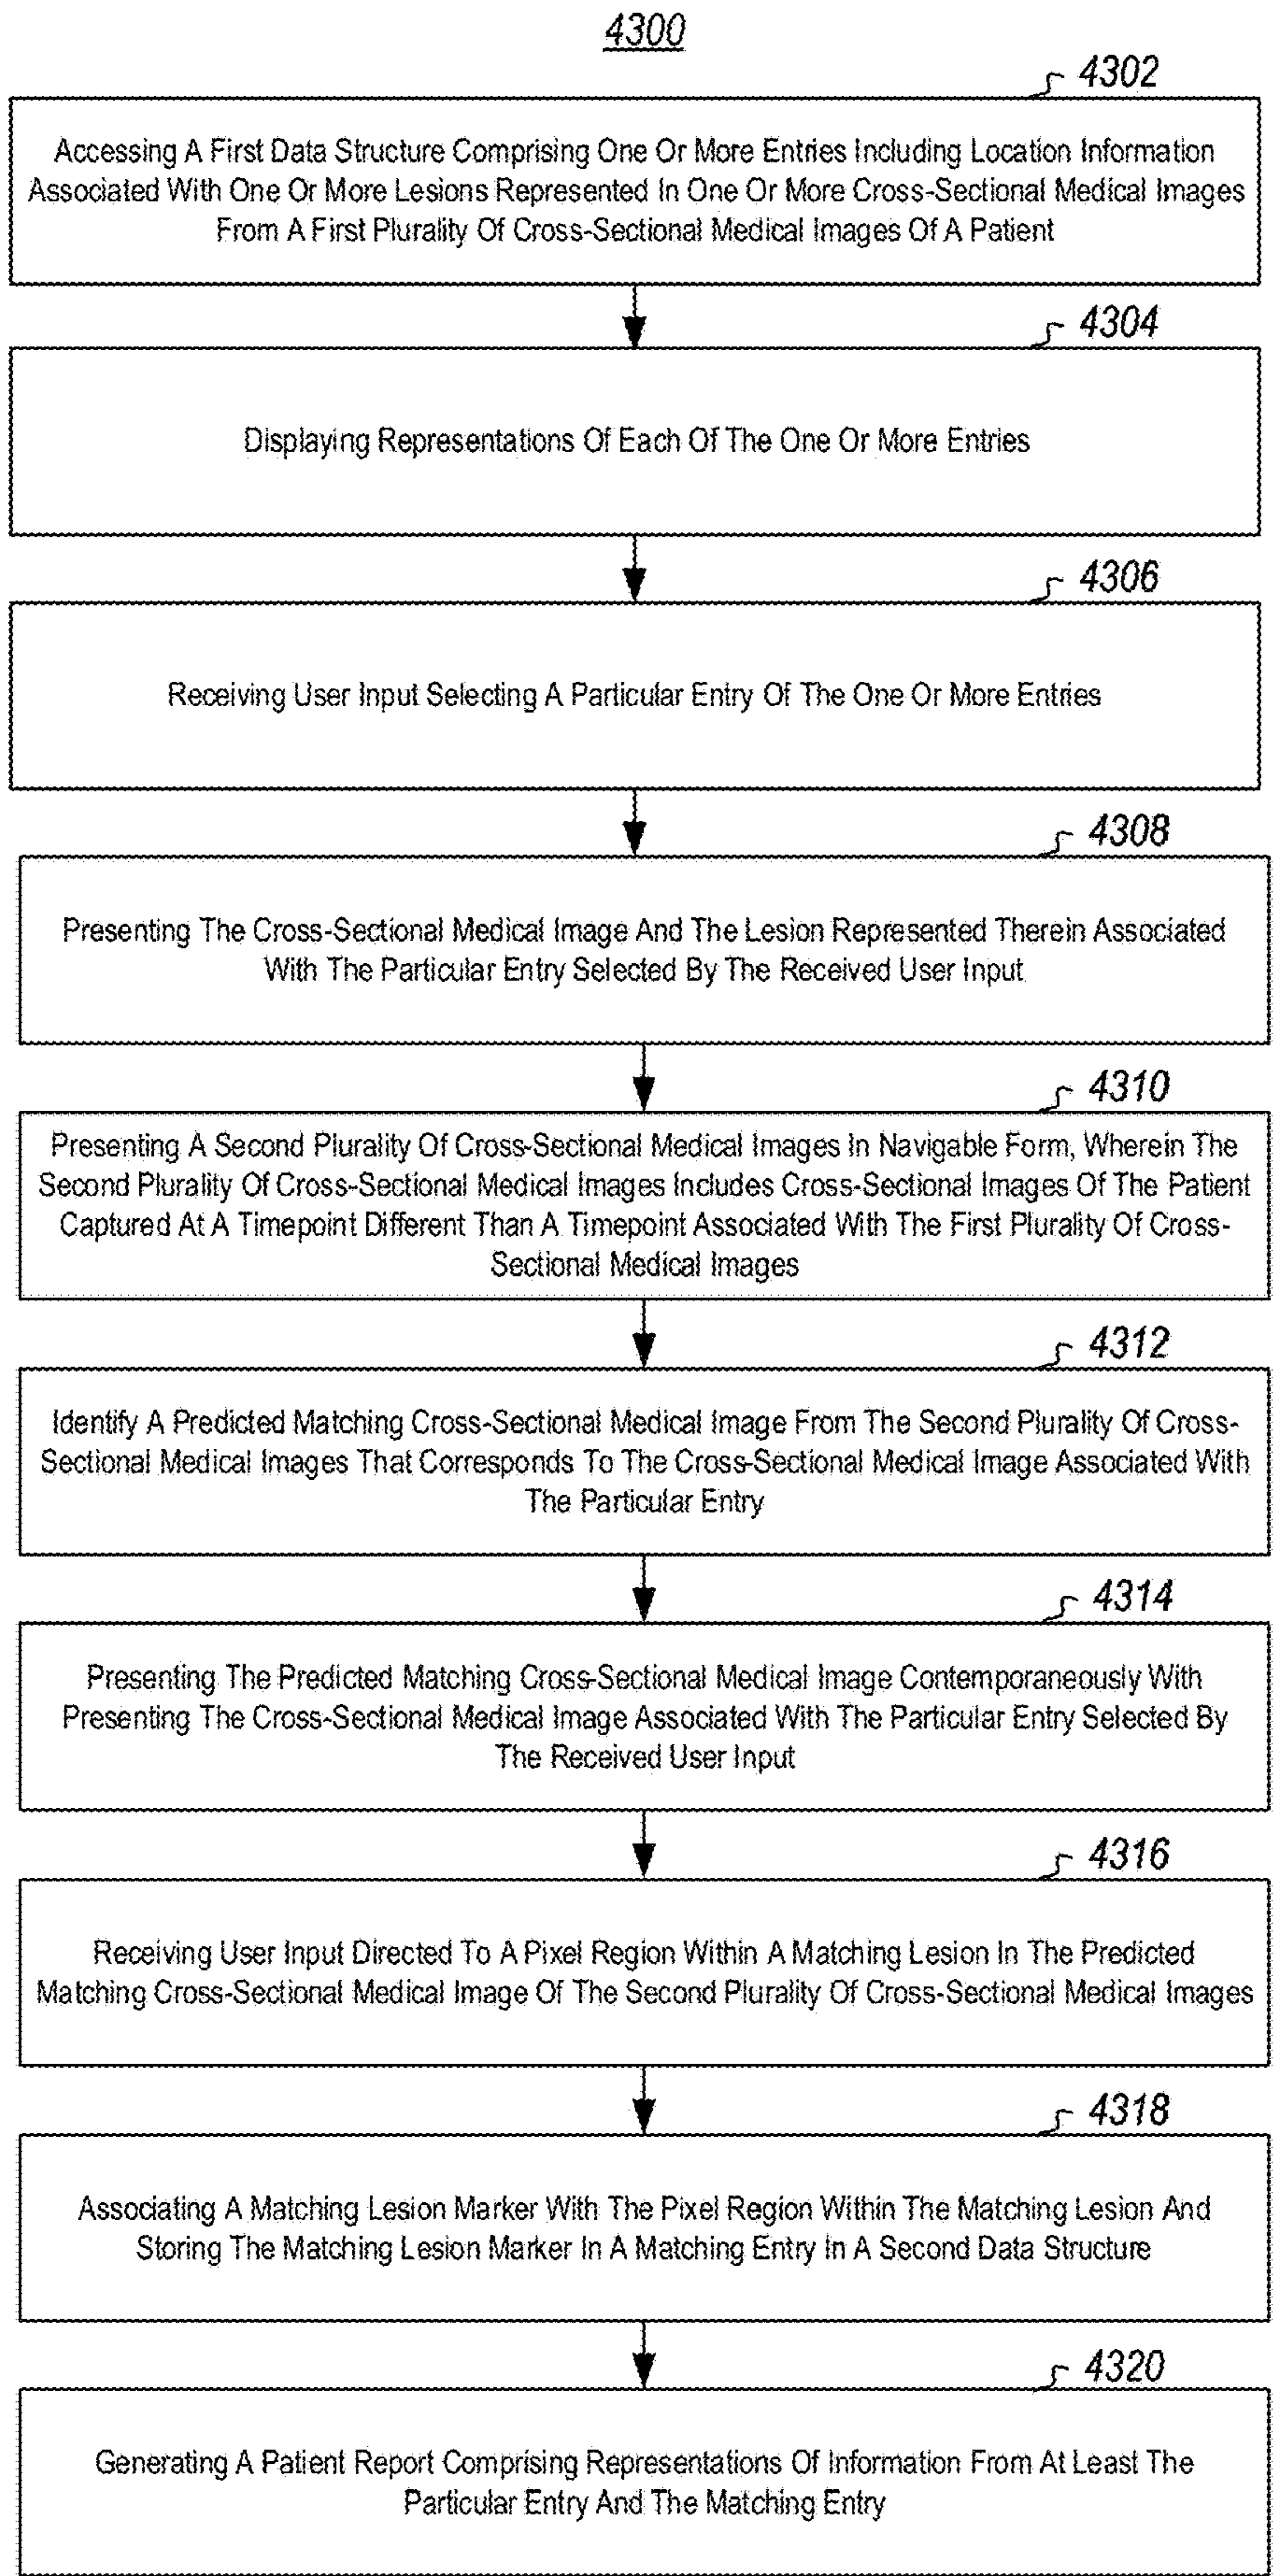 4300
4302
Accessing A First Data Structure Comprising One Or More Entries Including Location Information
Associated With One Or More Lesions Represented In One Or More Cross-Sectional Medical Images
From A First Plurality Of Cross-Sectional Medical Images Of A Patient
4304
Displaying Representations Of Each Of The One Or More Entries
4306
Receiving User Input Selecting A Particular Entry Of The One Or More Entries
4308
Presenting The Cross-Sectional Medical Image And The Lesion Represented Therein Associated
With The Particular Entry Selected By The Received User Input
4310
Presenting A Second Plurality Of Cross-Sectional Medical Images In Navigable Form, Wherein The
Second Plurality Of Cross-Sectional Medical Images Includes Cross-Sectional Images Of The Patient
Captured At A Timepoint Different Than A Timepoint Associated With The First Plurality Of Cross-
Sectional Medical Images
4312
Identify A Predicted Matching Cross-Sectional Medical Image From The Second Plurality Of Cross-
Sectional Medical Images That Corresponds To The Cross-Sectional Medical Image Associated With
The Particular Entry
4314
Presenting The Predicted Matching Cross-Sectional Medical Image Contemporaneously With
Presenting The Cross-Sectional Medical Image Associated With The Particular Entry Selected By
The Received User Input
4316
Receiving User Input Directed To A Pixel Region Within A Matching Lesion In The Predicted
Matching Cross-Sectional Medical Image Of The Second Plurality Of Cross-Sectional Medical Images
4318
Associating A Matching Lesion Marker With The Pixel Region Within The Matching Lesion And
Storing The Matching Lesion Marker In A Matching Entry In A Second Data Structure
4320
Generating A Patient Report Comprising Representations Of Information From At Least The
Particular Entry And The Matching Entry